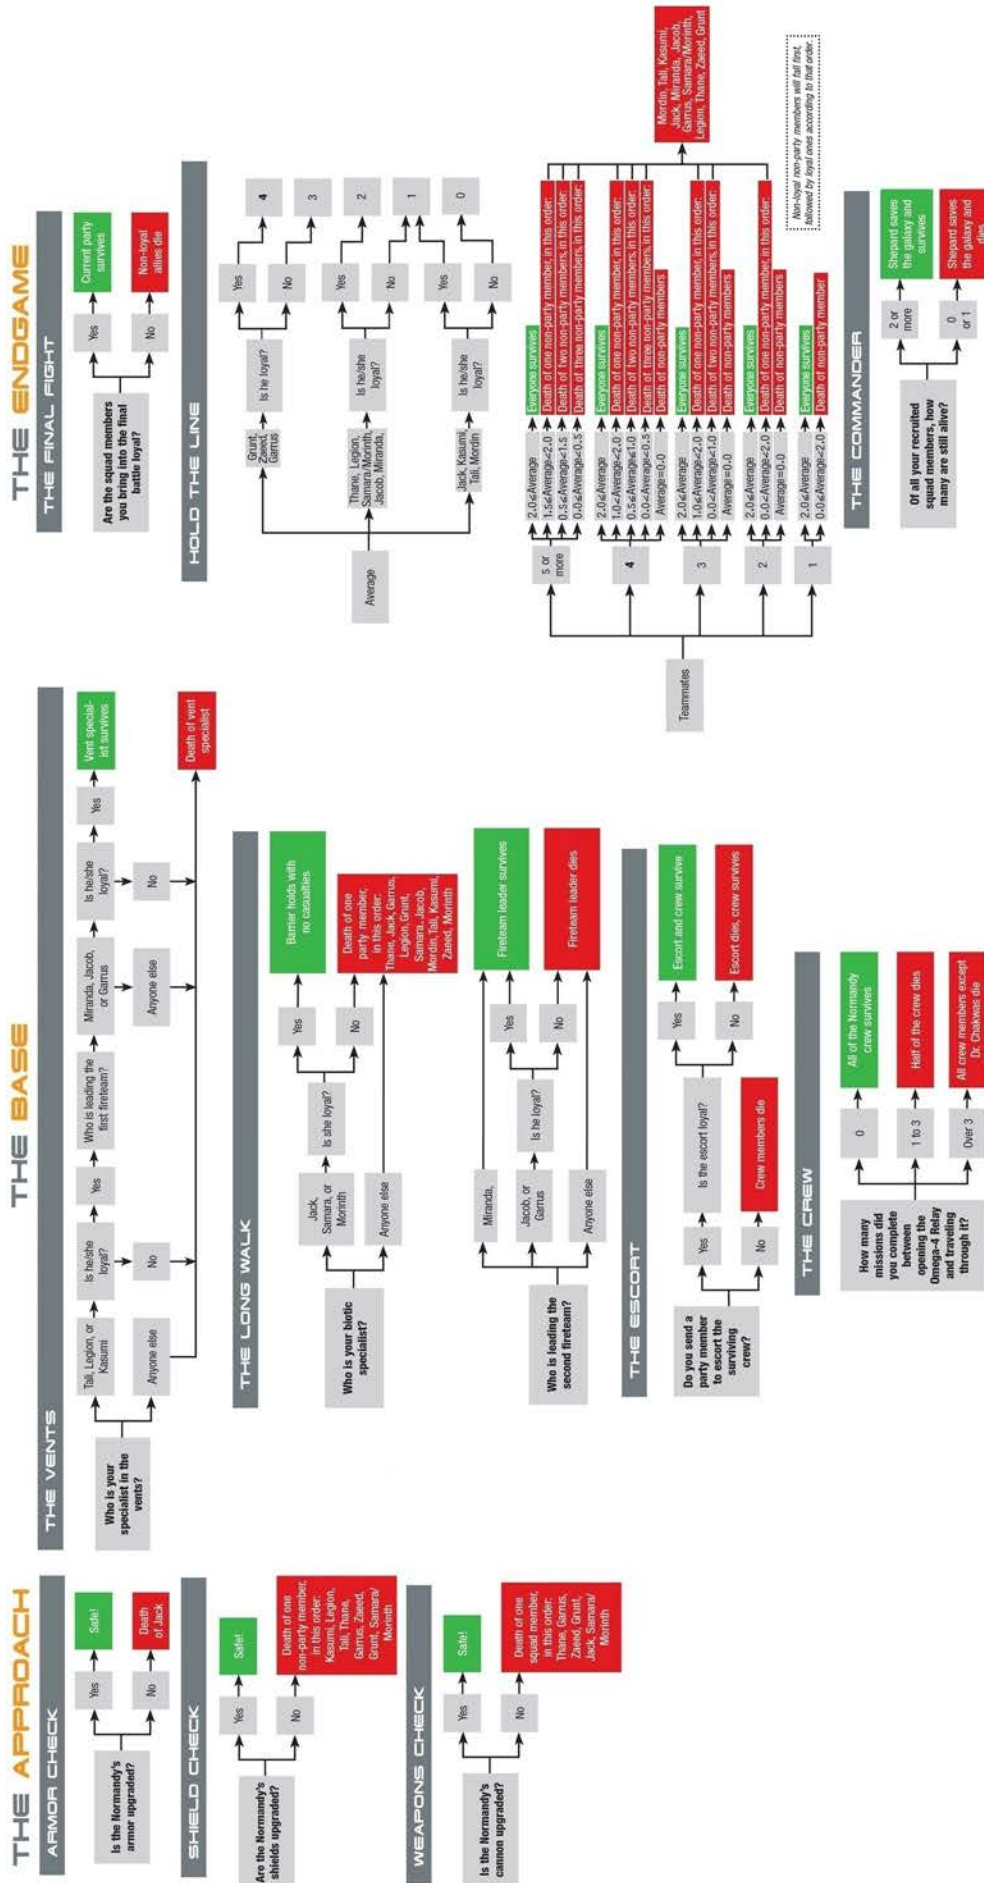 THE APPROACH
ARMOR CHECK
Is the Normandy's
armor upgraded?
Yes
No
Safe!
Death
of Jack
SHIELD CHECK
Are the Normandy's
shields upgraded?
Yes
No
Safe!
Death of one
non-party member,
in this order:
Kasumi, Legion,
Tali, Thane,
Garrus, Zaeed,
Grunt, Samara/
Morinth
WEAPONS CHECK
Is the Normandy's
cannon upgraded?
Yes
No
Safe!
Death of one
squad member,
in this order:
Thane, Garrus,
Zaeed, Grunt,
Jack, Samara/
Morinth
THE BASE
THE VENTS
Who is your
specialist in the
vents?
Tali, Legion, or
Kasumi
Anyone else
Is he/she
loyal?
Yes
No
Who is leading the
first fireteam?
Miranda, Jacob,
or Garrus
Anyone else
Is he/she
loyal?
Yes
No
Vent special-
ist survives
Death of vent
specialist
THE LONG WALK
Who is your biotic
specialist?
Jack,
Samara, or
Morinth
Anyone else
Is she loyal?
Yes
No
Barrier holds with
no casualties
Death of one
party member,
in this order:
Thane, Jack, Garrus,
Legion, Grunt,
Samara, Jacob,
Mordin, Tali, Kasumi,
Zaeed, Morinth
Who is leading the
second fireteam?
Miranda,
Jacob, or
Garrus
Anyone else
Is he loyal?
Yes
No
Fireteam leader survives
Fireteam leader dies
THE ESCORT
Do you send a
party member
to escort the
surviving
crew?
Yes
No
Is the escort loyal?
Crew members die
Yes
No
Escort and crew survive
Escort dies, crew survives
THE CREW
How many
missions did
you complete
between
opening the
Omega-4 Relay
and traveling
through it?
0
1 to 3
Over 3
All of the Normandy
crew survives
Half of the crew dies
All crew members except
Dr. Chakwas die
THE ENDGAME
THE FINAL FIGHT
Are the squad members
you bring into the final
battle loyal?
Yes
No
Current party
survives
Non-loyal
allies die
HOLD THE LINE
Average
Grunt,
Zaeed,
Garrus
Is he loyal?
Yes
No
4
3
Thane, Legion,
Samara/Morinth,
Jacob, Miranda,
Is he/she
loyal?
Yes
No
2
1
Jack, Kasumi,
Tali, Mordin
Is he/she
loyal?
Yes
No
0
Teammates
5 or
more
2.0≤Average
Everyone survives
1.5≤Average<2.0
Death of one non-party member, in this order:
0.5≤Average<1.5
Death of two non-party members, in this order:
0.0≤Average<0.5
Death of three non-party members, in this order:
4
2.0≤Average
Everyone survives
1.0<Average<2.0
Death of one non-party member, in this order:
0.5≤Average≤1.0
Death of two non-party members, in this order:
0.0<Average<0.5
Death of three non-party members, in this order:
Average=0.0
Death of non-party members
3
2.0≤Average
Everyone survives
1.0≤Average<2.0
Death of one non-party member, in this order:
0.0<Average<1.0
Death of two non-party members, in this order:
Average=0.0
Death of non-party members
2
2.0≤Average
Everyone survives
0.0<Average<2.0
Death of one non-party member, in this order:
Average=0.0
Death of non-party members
1
2.0≤Average
Everyone survives
0.0≤Average<2.0
Death of non-party member
Mordin, Tali, Kasumi,
Jack, Miranda, Jacob,
Garrus, Samara/Morinth,
Legion, Thane, Zaeed, Grunt
Non-loyal non-party members will fall first,
followed by loyal ones according to that order.
THE COMMANDER
Of all your recruited
squad members, how
many are still alive?
2 or
more
0
or 1
Shepard saves
the galaxy and
survives
Shepard saves
the galaxy and
dies